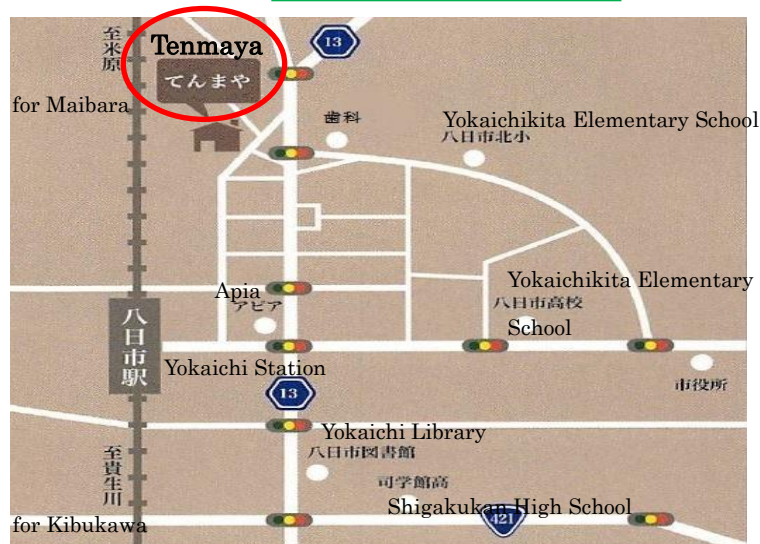 至米原
13
Tenmaya
てんまや
for Maibara
歯科
Yokaichikita Elementary School
八日市北小
Apia
アピア
Yokaichikita Elementary
八日市高校
School
八日市駅
Yokaichi Station
市役所
13
Yokaichi Library
八日市図書館
至貴生川
司学館高
Shigakukan High School
421
for Kibukawa